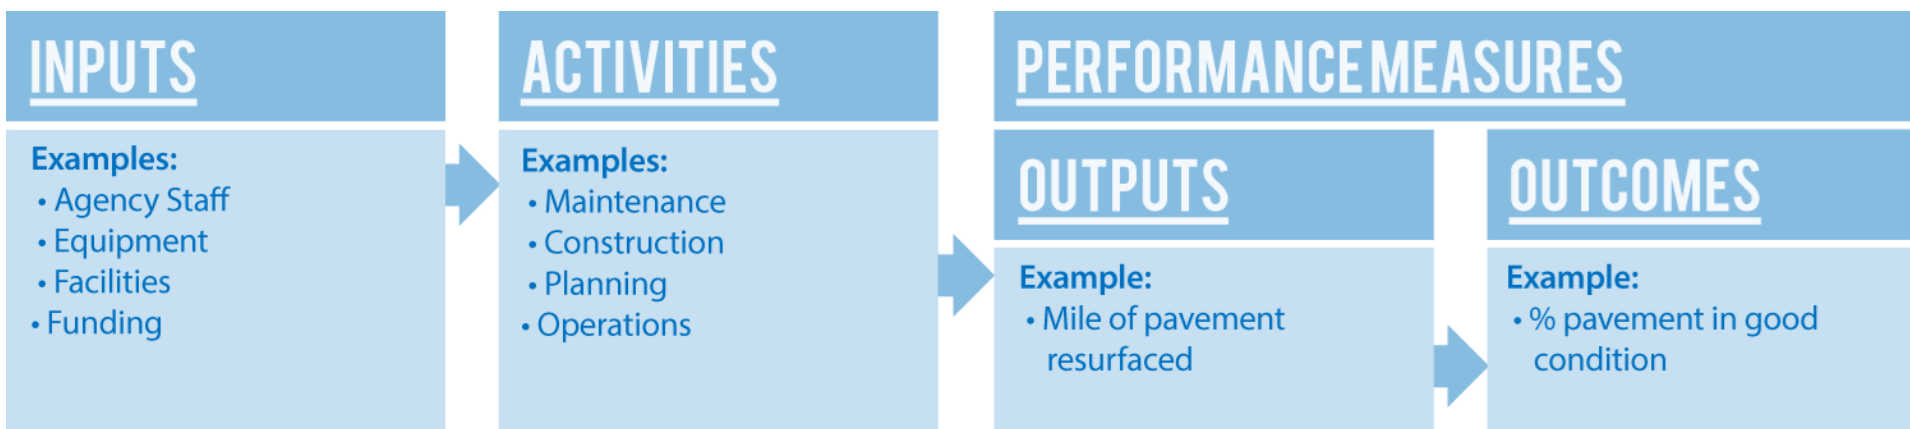 INPUTS
Examples:
• Agency Staff
• Equipment
• Facilities
• Funding
ACTIVITIES
Examples:
• Maintenance
• Construction
• Planning
• Operations
PERFORMANCE MEASURES
OUTPUTS
Example:
• Mile of pavement
resurfaced
OUTCOMES
Example:
• % pavement in good
condition